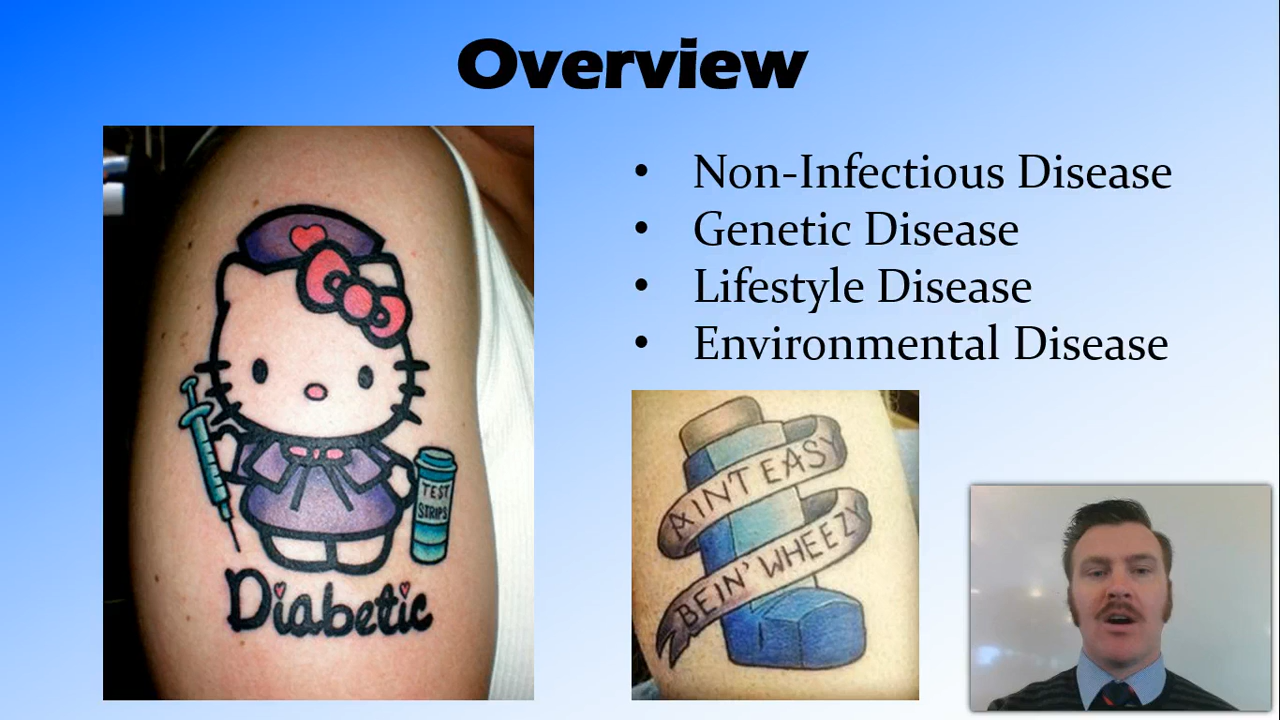 Overview
• Non-Infectious Disease
• Genetic Disease
• Lifestyle Disease
• Environmental Disease
TEST
STRIPS
Diabetic
AIN'T EASY
BEIN' WHEEZY